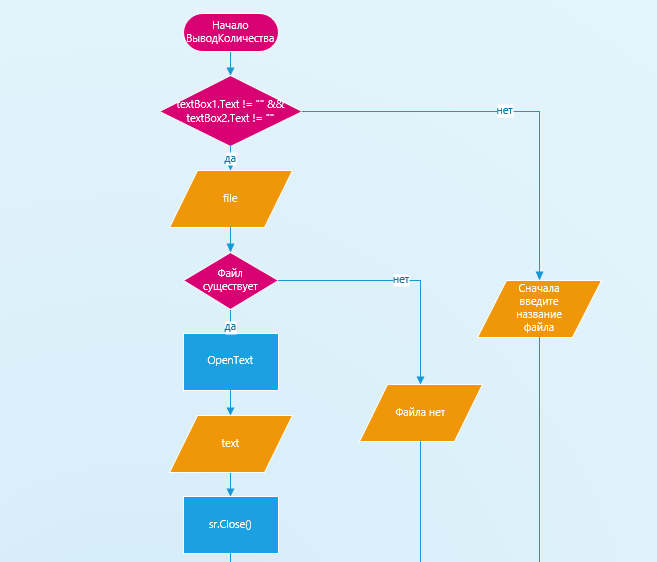 Начало
ВыводКоличества
textBox1.Text != "" &&
textBox2.Text != ""
нет
да
file
Файл
существует
нет
Сначала
введите
название
файла
да
OpenText
Файла нет
text
sr.Close()